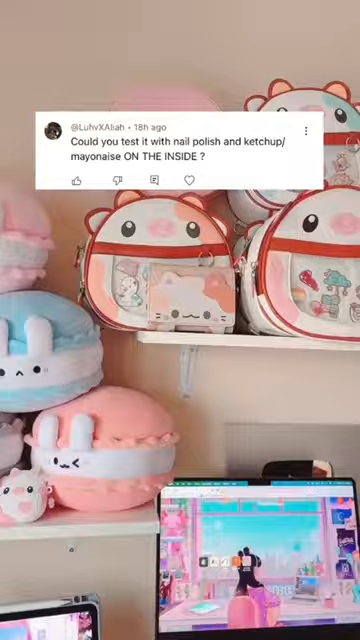 @LuhvXAliah • 18h ago
Could you test it with nail polish and ketchup/
mayonaise ON THE INSIDE ?